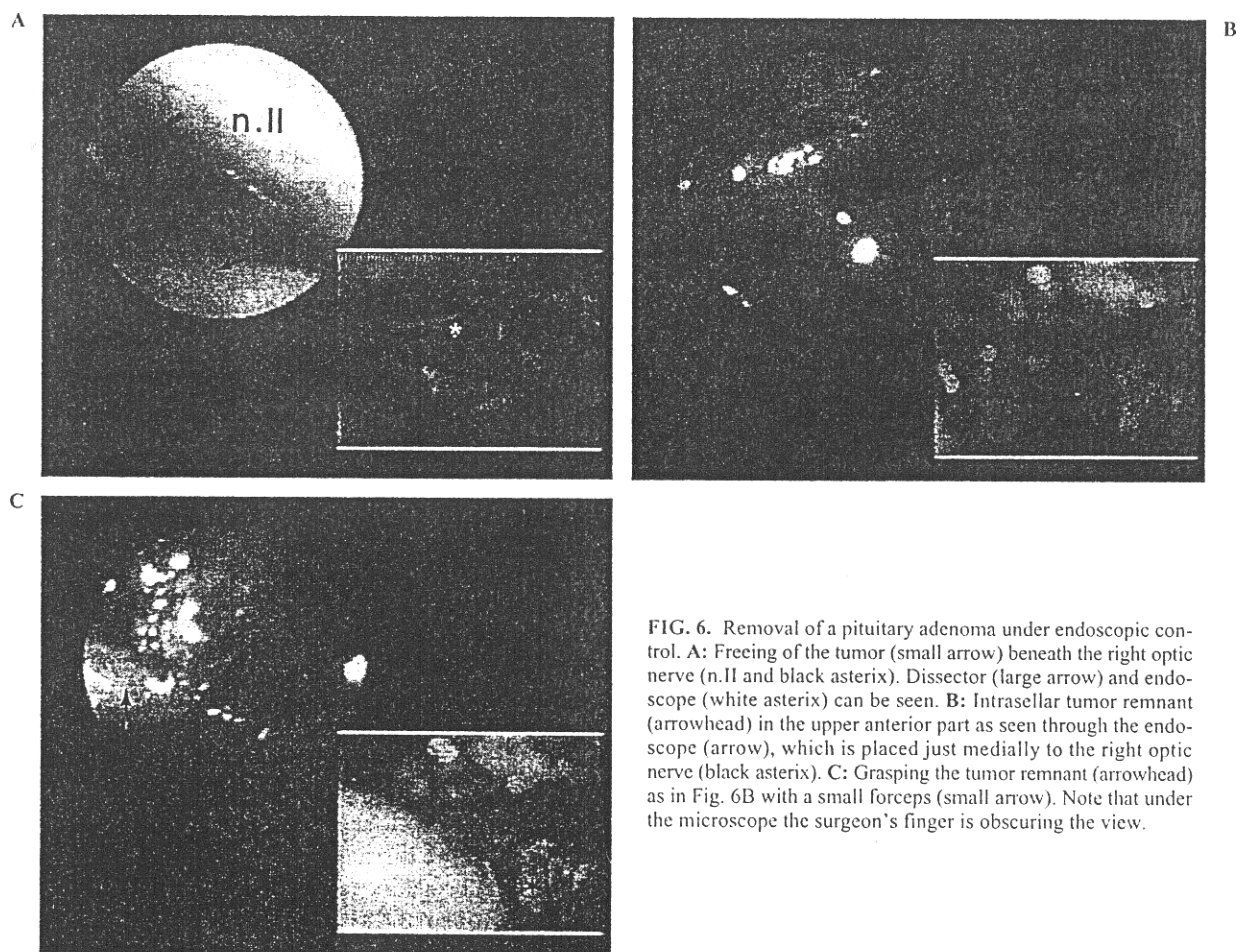 A
B
n.II
*
C
FIG. 6. Removal of a pituitary adenoma under endoscopic con-
trol. A: Freeing of the tumor (small arrow) beneath the right optic
nerve (n.II and black asterix). Dissector (large arrow) and endo-
scope (white asterix) can be seen. B: Intrasellar tumor remnant
(arrowhead) in the upper anterior part as seen through the endo-
scope (arrow), which is placed just medially to the right optic
nerve (black asterix). C: Grasping the tumor remnant (arrowhead)
as in Fig. 6B with a small forceps (small arrow). Note that under
the microscope the surgeon's finger is obscuring the view.